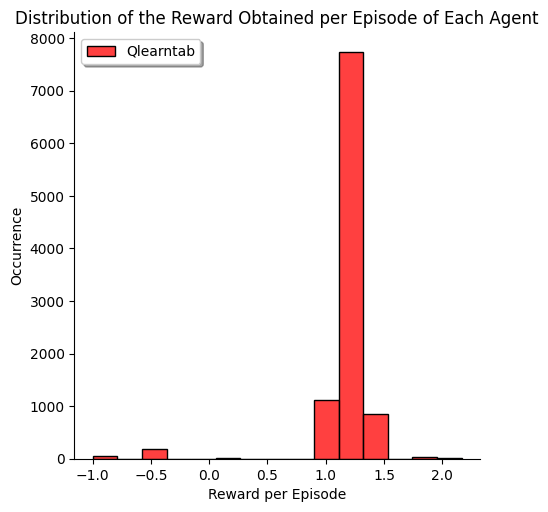 Distribution of the Reward Obtained per Episode of Each Agent
Qlearntab
8000
7000
6000
5000
4000
3000
2000
1000
0
Occurrence
−1.0 −0.5 0.0 0.5 1.0 1.5 2.0
Reward per Episode